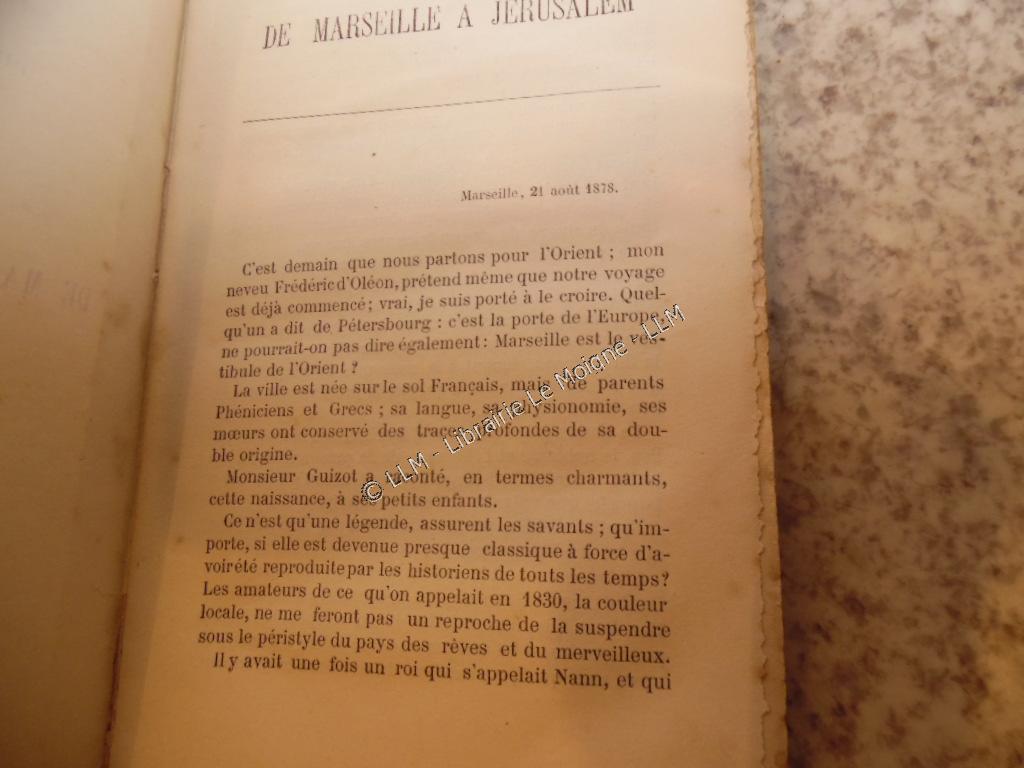 DE MARSEILLE A JÉRUSALEM
Marseille, 21 août 1878.
C'est demain que nous partons pour l'Orient ; mon
neveu Frédéric d'Oléon, prétend même que notre voyage
est déjà commencé ; vrai, je suis porté à le croire. Quel-
qu'un a dit de Pétersbourg : c'est la porte de l'Europe,
ne pourrait-on pas dire également : Marseille est le ves-
tibule de l'Orient ?
La ville est née sur le sol Français, mais de parents
Phéniciens et Grecs ; sa langue, sa physionomie, ses
mœurs ont conservé des traces profondes de sa dou-
ble origine.
Monsieur Guizot a raconté, en termes charmants,
cette naissance, à ses petits enfants.
Ce n'est qu'une légende, assurent les savants ; qu'im-
porte, si elle est devenue presque classique à force d'a-
voir été reproduite par les historiens de touts les temps ?
Les amateurs de ce qu'on appelait en 1830, la couleur
locale, ne me feront pas un reproche de la suspendre
sous le péristyle du pays des rêves et du merveilleux.
Il y avait une fois un roi qui s'appelait Nann, et qui
© LLM - Librairie Le Moigne - LLM